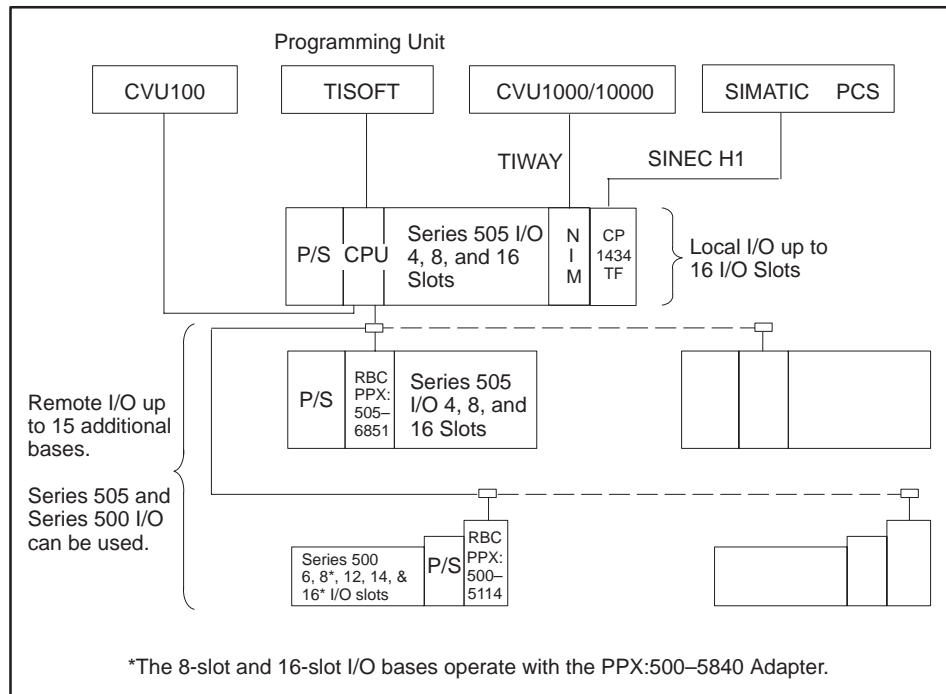 Programming Unit
CVU100
TISOFT
CVU1000/10000
SIMATIC PCS
TIWAY
SINEC H1
P/S
CPU
Series 505 I/O
4, 8, and 16
Slots
N
I
M
CP
1434
TF
Local I/O up to
16 I/O Slots
Remote I/O up
to 15 additional
bases.
Series 505 and
Series 500 I/O
can be used.
P/S
RBC
PPX:
505–
6851
Series 505
I/O 4, 8, and
16 Slots
Series 500
6, 8*, 12, 14, &
16* I/O slots
P/S
RBC
PPX:
500–
5114
*The 8-slot and 16-slot I/O bases operate with the PPX:500–5840 Adapter.